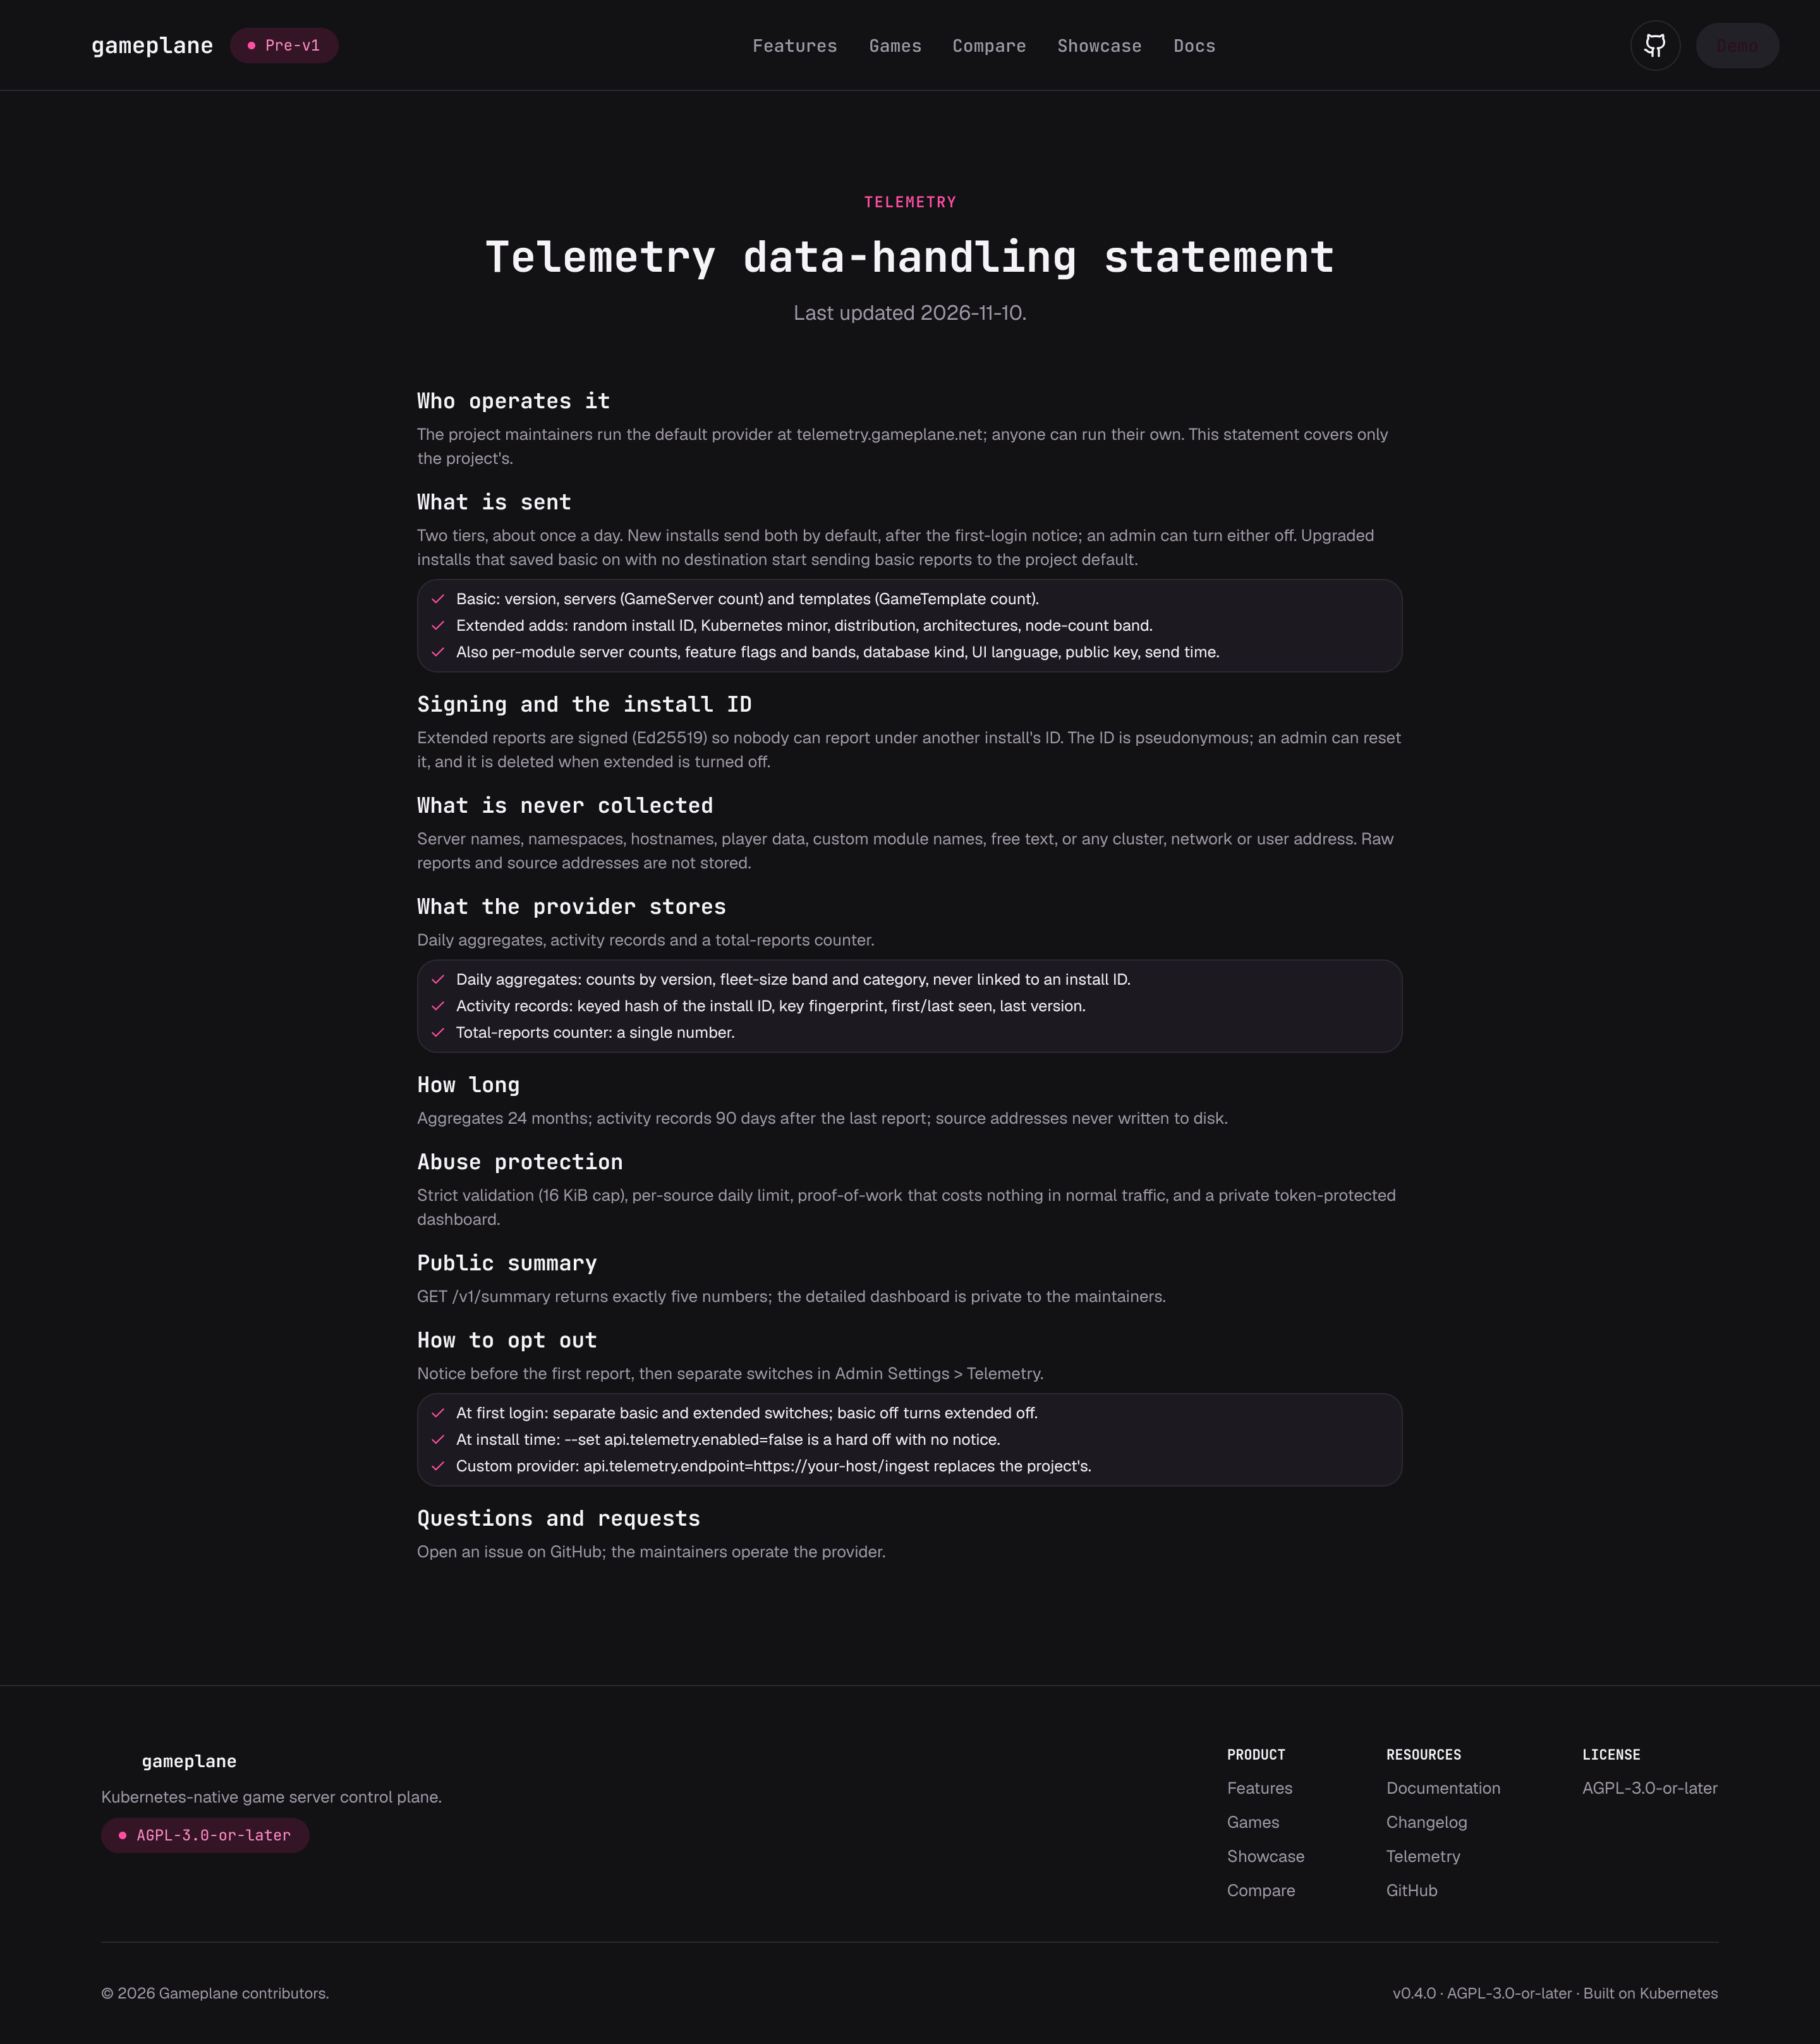 gameplane
Pre-v1
Features
Games
Compare
Showcase
Docs
Demo
TELEMETRY
Telemetry data-handling statement
Last updated 2026-11-10.
Who operates it
The project maintainers run the default provider at telemetry.gameplane.net; anyone can run their own. This statement covers only
the project's.
What is sent
Two tiers, about once a day. New installs send both by default, after the first-login notice; an admin can turn either off. Upgraded
installs that saved basic on with no destination start sending basic reports to the project default.
Basic: version, servers (GameServer count) and templates (GameTemplate count).
Extended adds: random install ID, Kubernetes minor, distribution, architectures, node-count band.
Also per-module server counts, feature flags and bands, database kind, UI language, public key, send time.
Signing and the install ID
Extended reports are signed (Ed25519) so nobody can report under another install's ID. The ID is pseudonymous; an admin can reset
it, and it is deleted when extended is turned off.
What is never collected
Server names, namespaces, hostnames, player data, custom module names, free text, or any cluster, network or user address. Raw
reports and source addresses are not stored.
What the provider stores
Daily aggregates, activity records and a total-reports counter.
Daily aggregates: counts by version, fleet-size band and category, never linked to an install ID.
Activity records: keyed hash of the install ID, key fingerprint, first/last seen, last version.
Total-reports counter: a single number.
How long
Aggregates 24 months; activity records 90 days after the last report; source addresses never written to disk.
Abuse protection
Strict validation (16 KiB cap), per-source daily limit, proof-of-work that costs nothing in normal traffic, and a private token-protected
dashboard.
Public summary
GET /v1/summary returns exactly five numbers; the detailed dashboard is private to the maintainers.
How to opt out
Notice before the first report, then separate switches in Admin Settings > Telemetry.
At first login: separate basic and extended switches; basic off turns extended off.
At install time: --set api.telemetry.enabled=false is a hard off with no notice.
Custom provider: api.telemetry.endpoint=https://your-host/ingest replaces the project's.
Questions and requests
Open an issue on GitHub; the maintainers operate the provider.
gameplane
Kubernetes-native game server control plane.
AGPL-3.0-or-later
PRODUCT
Features
Games
Showcase
Compare
RESOURCES
Documentation
Changelog
Telemetry
GitHub
LICENSE
AGPL-3.0-or-later
© 2026 Gameplane contributors.
v0.4.0 · AGPL-3.0-or-later · Built on Kubernetes